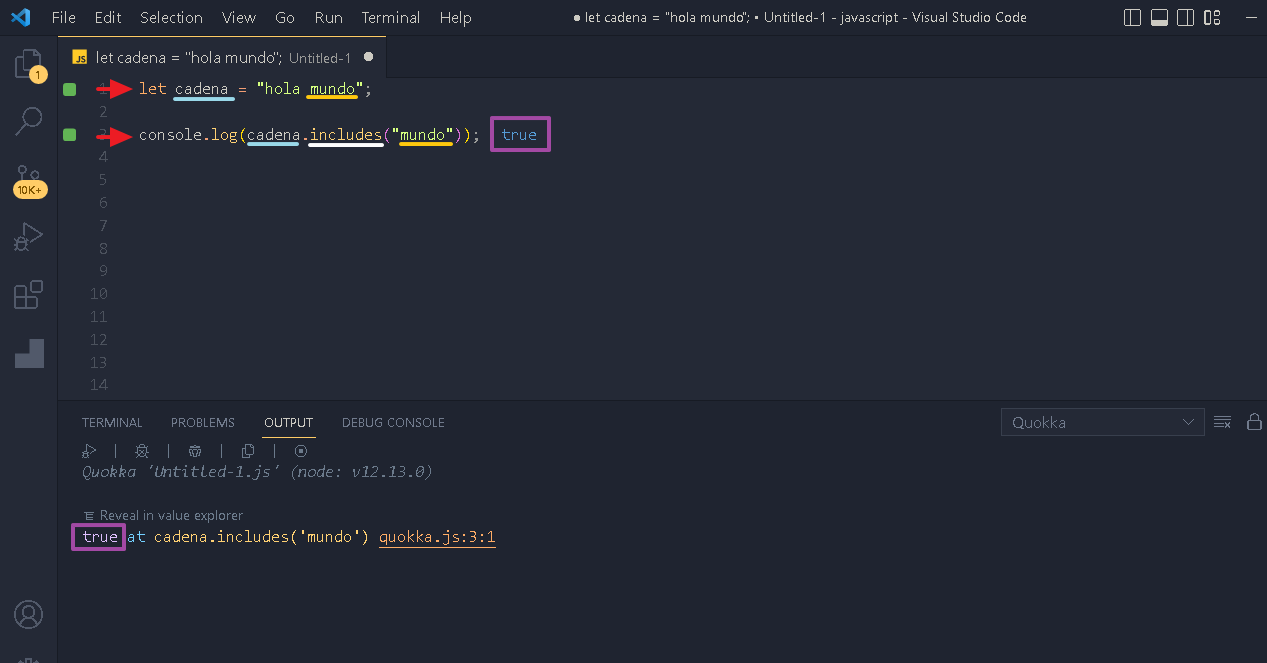 File Edit Selection View Go Run Terminal Help ● let cadena = "hola mundo"; • Untitled-1 - javascript - Visual Studio Code
JS let cadena = "hola mundo"; Untitled-1 ●
1
1 let cadena = "hola mundo";
2
3 console.log(cadena.includes("mundo")); true
4
5
10K+
6
7
8
9
10
11
12
13
14
TERMINAL PROBLEMS OUTPUT DEBUG CONSOLE Quokka
Quokka 'Untitled-1.js' (node: v12.13.0)
Reveal in value explorer
true at cadena.includes('mundo') quokka.js:3:1